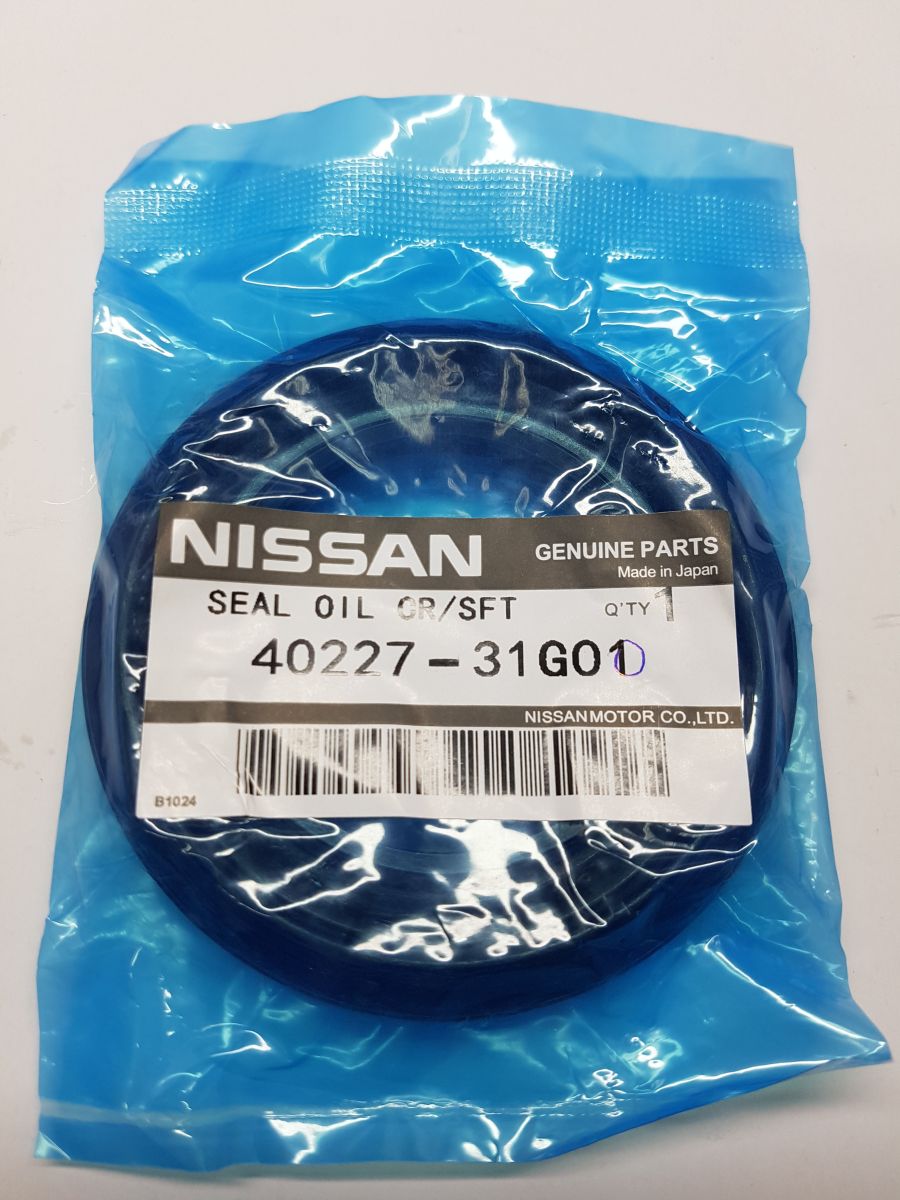 NISSAN GENUINE PARTS
Made in Japan
SEAL OIL CR/SFT Q'TY 1
40227-31G01
NISSAN MOTOR CO.,LTD.
B1024